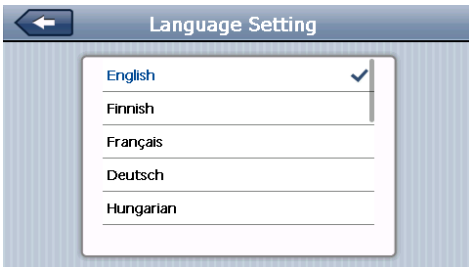 Language Setting
English
Finnish
Français
Deutsch
Hungarian